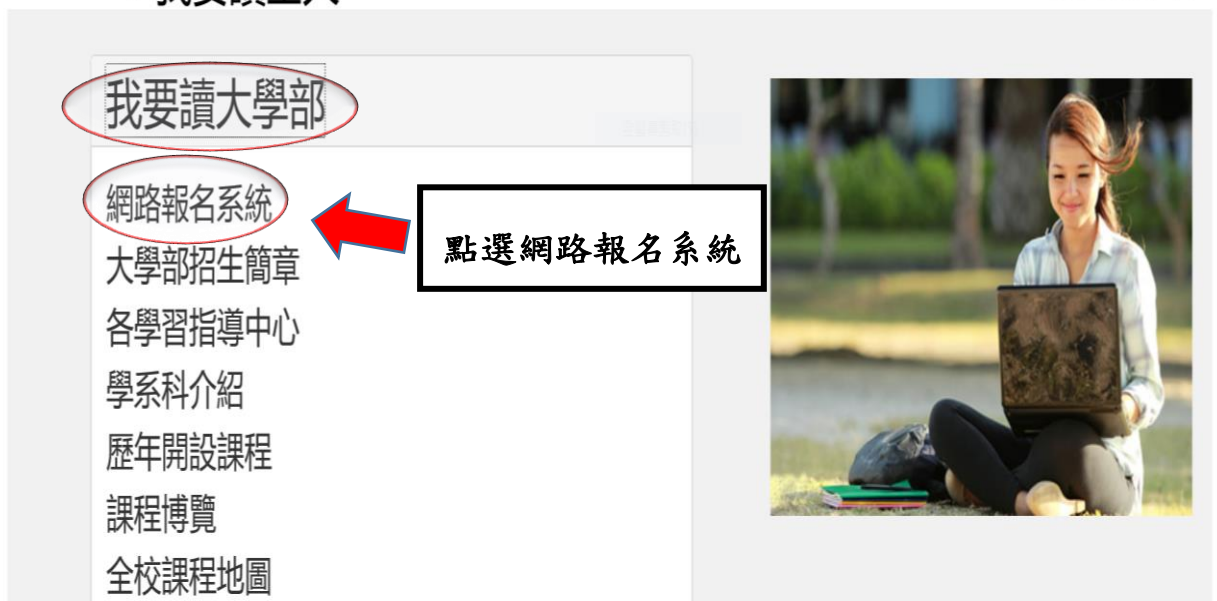 我要讀大學部
網路報名系統
點選網路報名系統
大學部招生簡章
各學習指導中心
學系科介紹
歷年開設課程
課程博覽
全校課程地圖